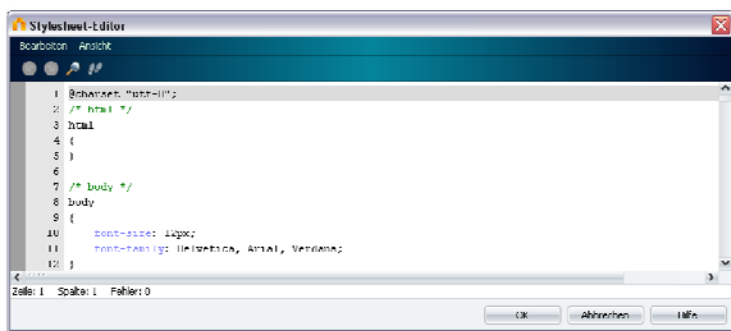 Stylesheet-Editor
Bearbeiten Ansicht
1 @charset "utf-8";
2 /* html */
3 html
4 {
5 }
6
7 /* body */
8 body
9 {
10 font-size: 12px;
11 font-family: Helvetica, Arial, Verdana;
12 }
Zeile: 1 Spalte: 1 Fehler: 0
OK Abbrechen Hilfe